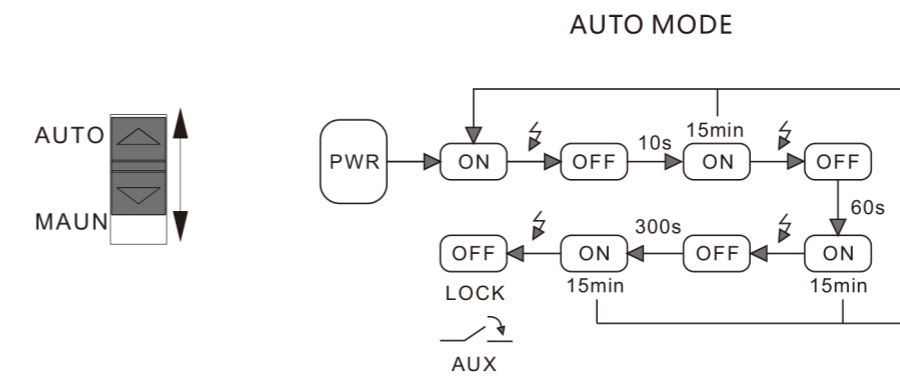 AUTO MODE
AUTO
MAUN
PWR
ON
OFF
10s
15min
ON
OFF
60s
OFF
ON
300s
OFF
ON
LOCK
15min
15min
AUX